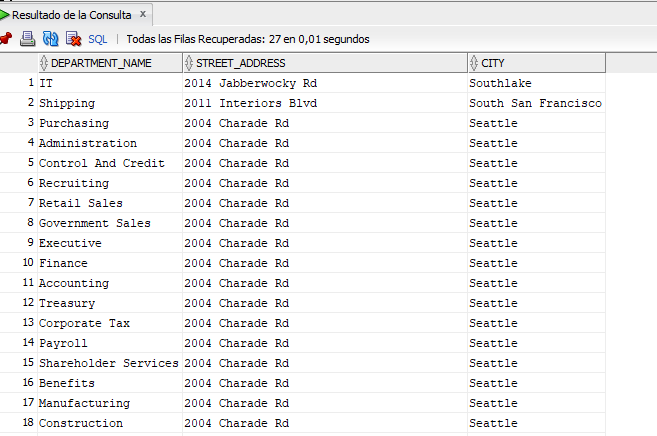 Resultado de la Consulta x
SQL | Todas las Filas Recuperadas: 27 en 0,01 segundos
DEPARTMENT_NAME STREET_ADDRESS CITY
1 IT 2014 Jabberwocky Rd Southlake
2 Shipping 2011 Interiors Blvd South San Francisco
3 Purchasing 2004 Charade Rd Seattle
4 Administration 2004 Charade Rd Seattle
5 Control And Credit 2004 Charade Rd Seattle
6 Recruiting 2004 Charade Rd Seattle
7 Retail Sales 2004 Charade Rd Seattle
8 Government Sales 2004 Charade Rd Seattle
9 Executive 2004 Charade Rd Seattle
10 Finance 2004 Charade Rd Seattle
11 Accounting 2004 Charade Rd Seattle
12 Treasury 2004 Charade Rd Seattle
13 Corporate Tax 2004 Charade Rd Seattle
14 Payroll 2004 Charade Rd Seattle
15 Shareholder Services 2004 Charade Rd Seattle
16 Benefits 2004 Charade Rd Seattle
17 Manufacturing 2004 Charade Rd Seattle
18 Construction 2004 Charade Rd Seattle